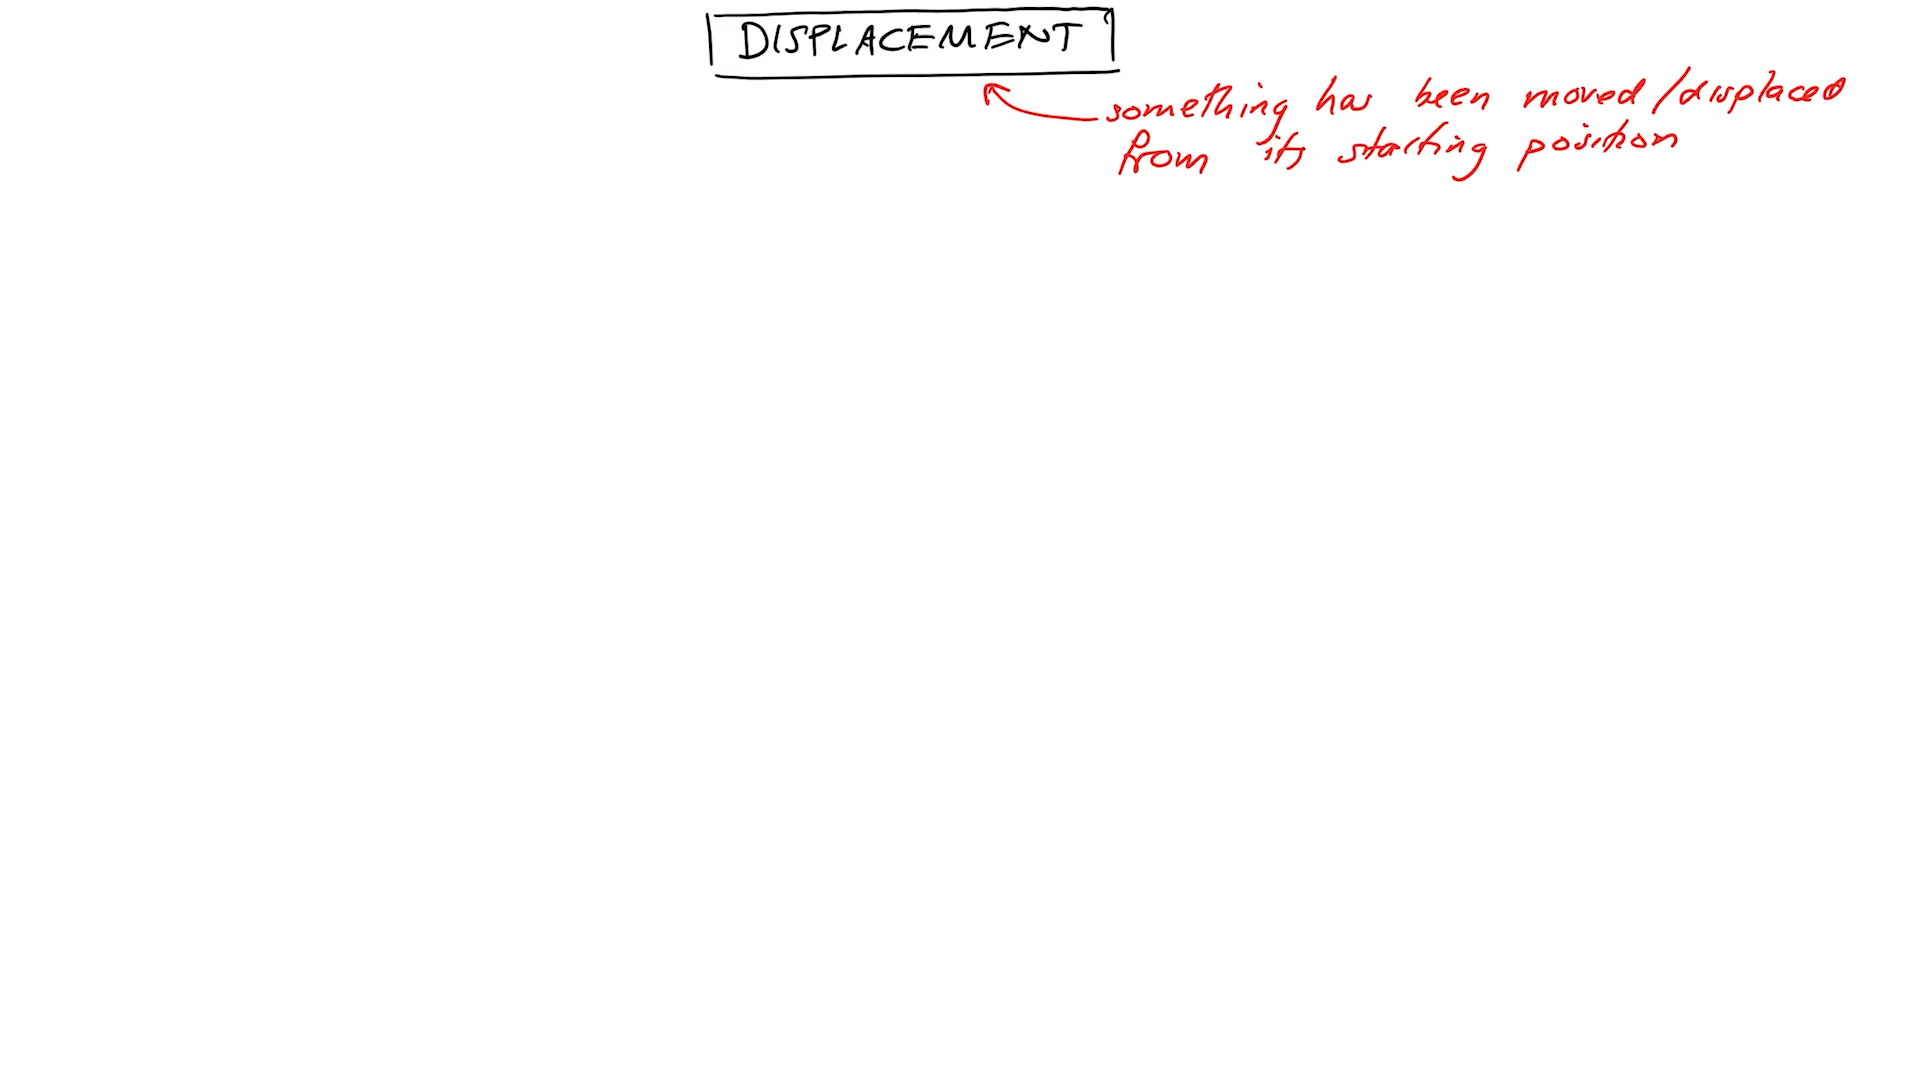 DISPLACEMENT
something has been moved/displaced
from its starting position